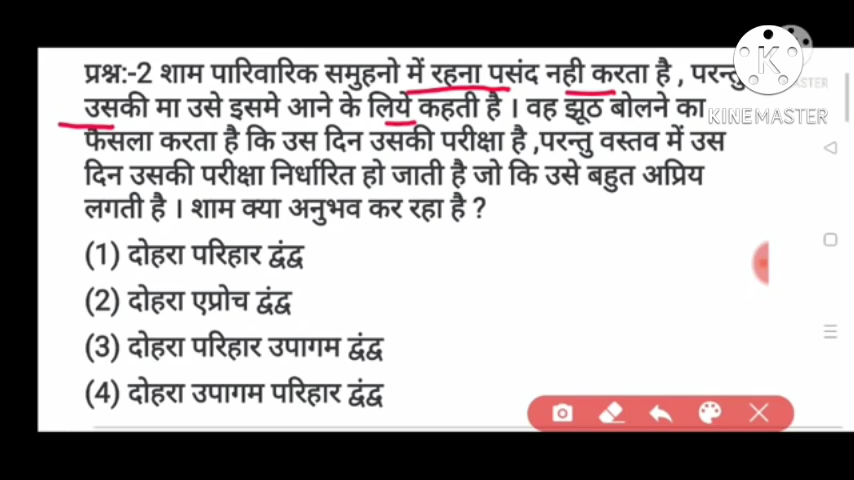 प्रश्न:-2 शाम पारिवारिक समुहनो में रहना पसंद नही करता है , परन्तु
उसकी मा उसे इसमे आने के लिये कहती है । वह झूठ बोलने का
फैसला करता है कि उस दिन उसकी परीक्षा है ,परन्तु वस्तव में उस
दिन उसकी परीक्षा निर्धारित हो जाती है जो कि उसे बहुत अप्रिय
लगती है । शाम क्या अनुभव कर रहा है ?
(1) दोहरा परिहार द्वंद्व
(2) दोहरा एप्रोच द्वंद्व
(3) दोहरा परिहार उपागम द्वंद्व
(4) दोहरा उपागम परिहार द्वंद्व
K
KINEMASTER